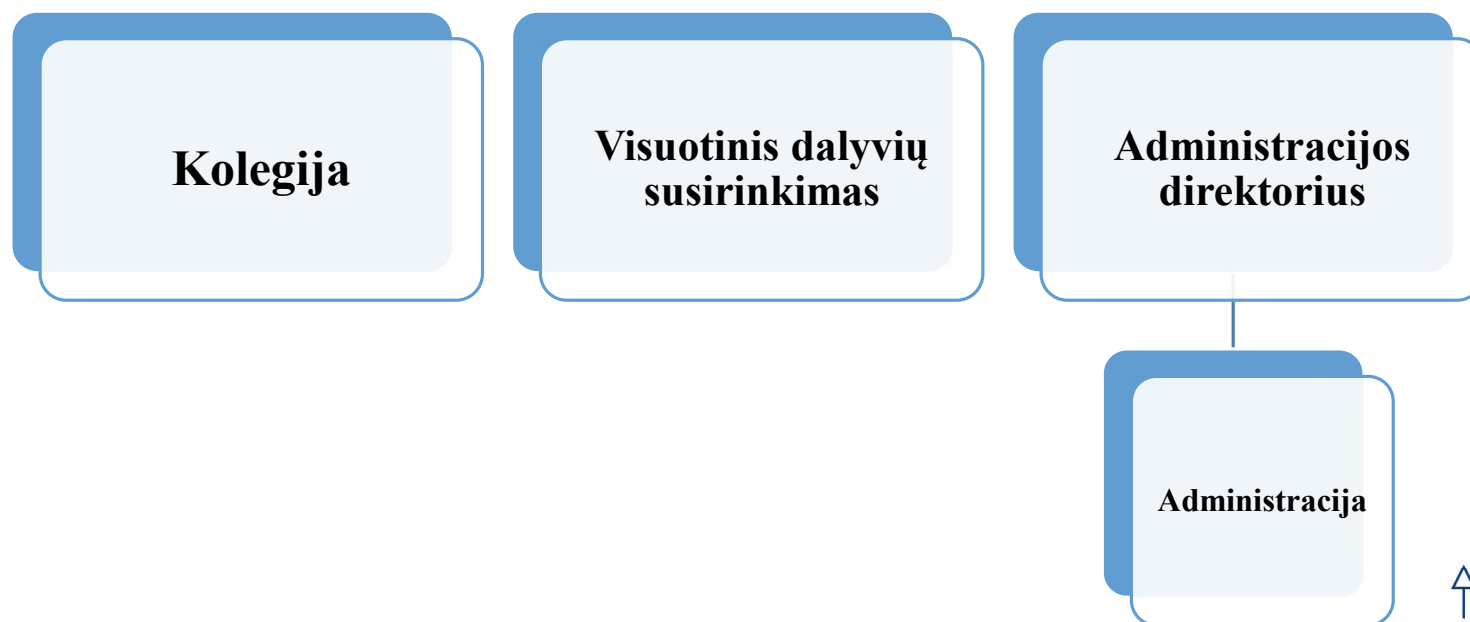 Kolegija
Visuotinis dalyvių
susirinkimas
Administracijos
direktorius
Administracija